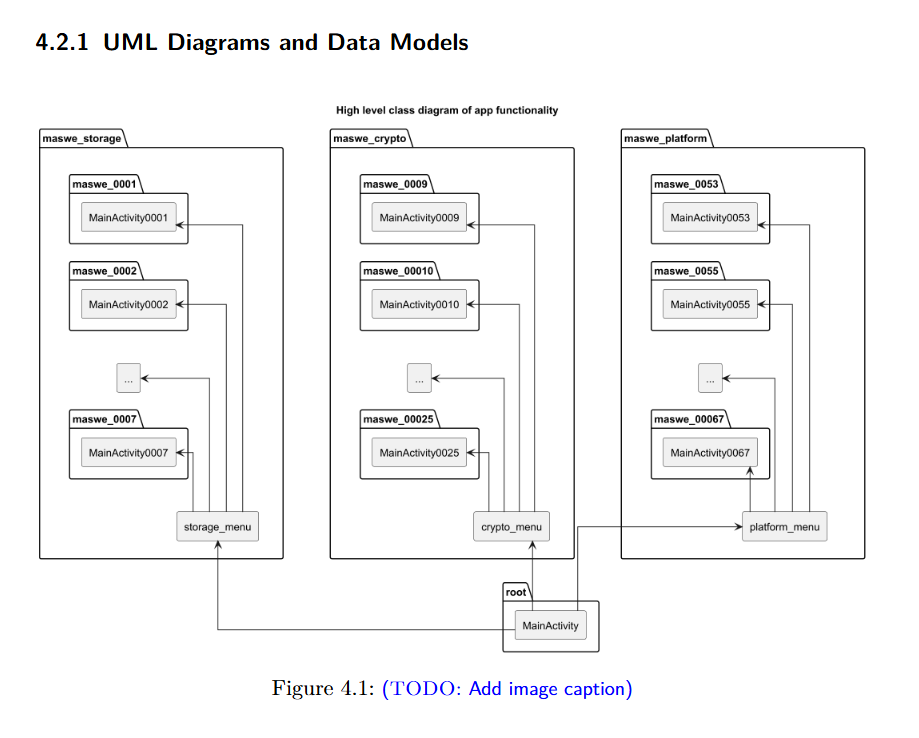 4.2.1 UML Diagrams and Data Models
High level class diagram of app functionality
maswe_storage
maswe_0001
MainActivity0001
maswe_0002
MainActivity0002
...
maswe_0007
MainActivity0007
storage_menu
maswe_crypto
maswe_0009
MainActivity0009
maswe_00010
MainActivity0010
...
maswe_00025
MainActivity0025
crypto_menu
maswe_platform
maswe_0053
MainActivity0053
maswe_0055
MainActivity0055
...
maswe_00067
MainActivity0067
platform_menu
root
MainActivity
Figure 4.1: (TODO: Add image caption)